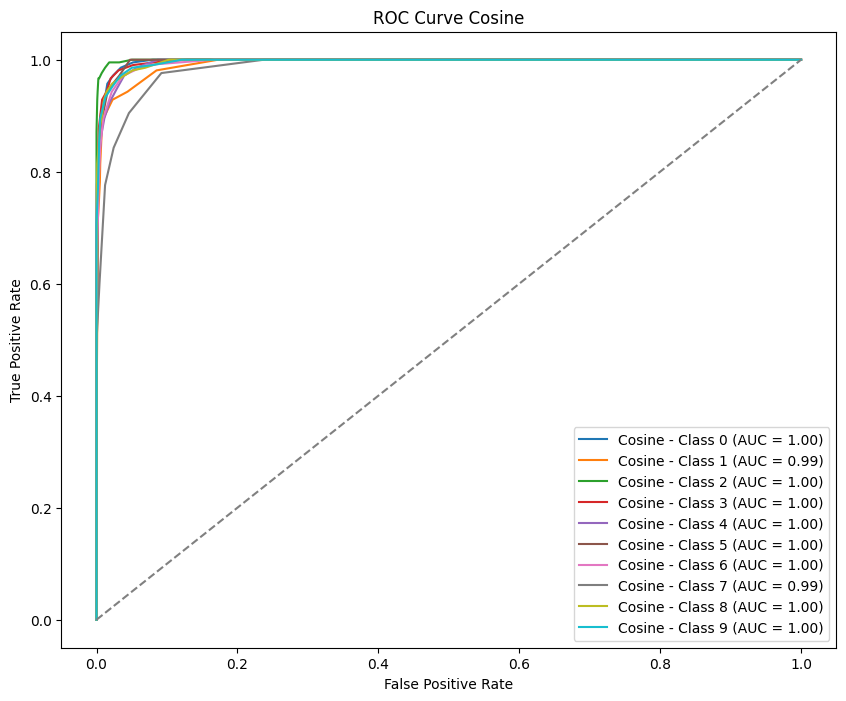 ROC Curve Cosine
True Positive Rate
1.0
0.8
0.6
0.4
0.2
0.0
Cosine - Class 0 (AUC = 1.00)
Cosine - Class 1 (AUC = 0.99)
Cosine - Class 2 (AUC = 1.00)
Cosine - Class 3 (AUC = 1.00)
Cosine - Class 4 (AUC = 1.00)
Cosine - Class 5 (AUC = 1.00)
Cosine - Class 6 (AUC = 1.00)
Cosine - Class 7 (AUC = 0.99)
Cosine - Class 8 (AUC = 1.00)
Cosine - Class 9 (AUC = 1.00)
0.0 0.2 0.4 0.6 0.8 1.0
False Positive Rate